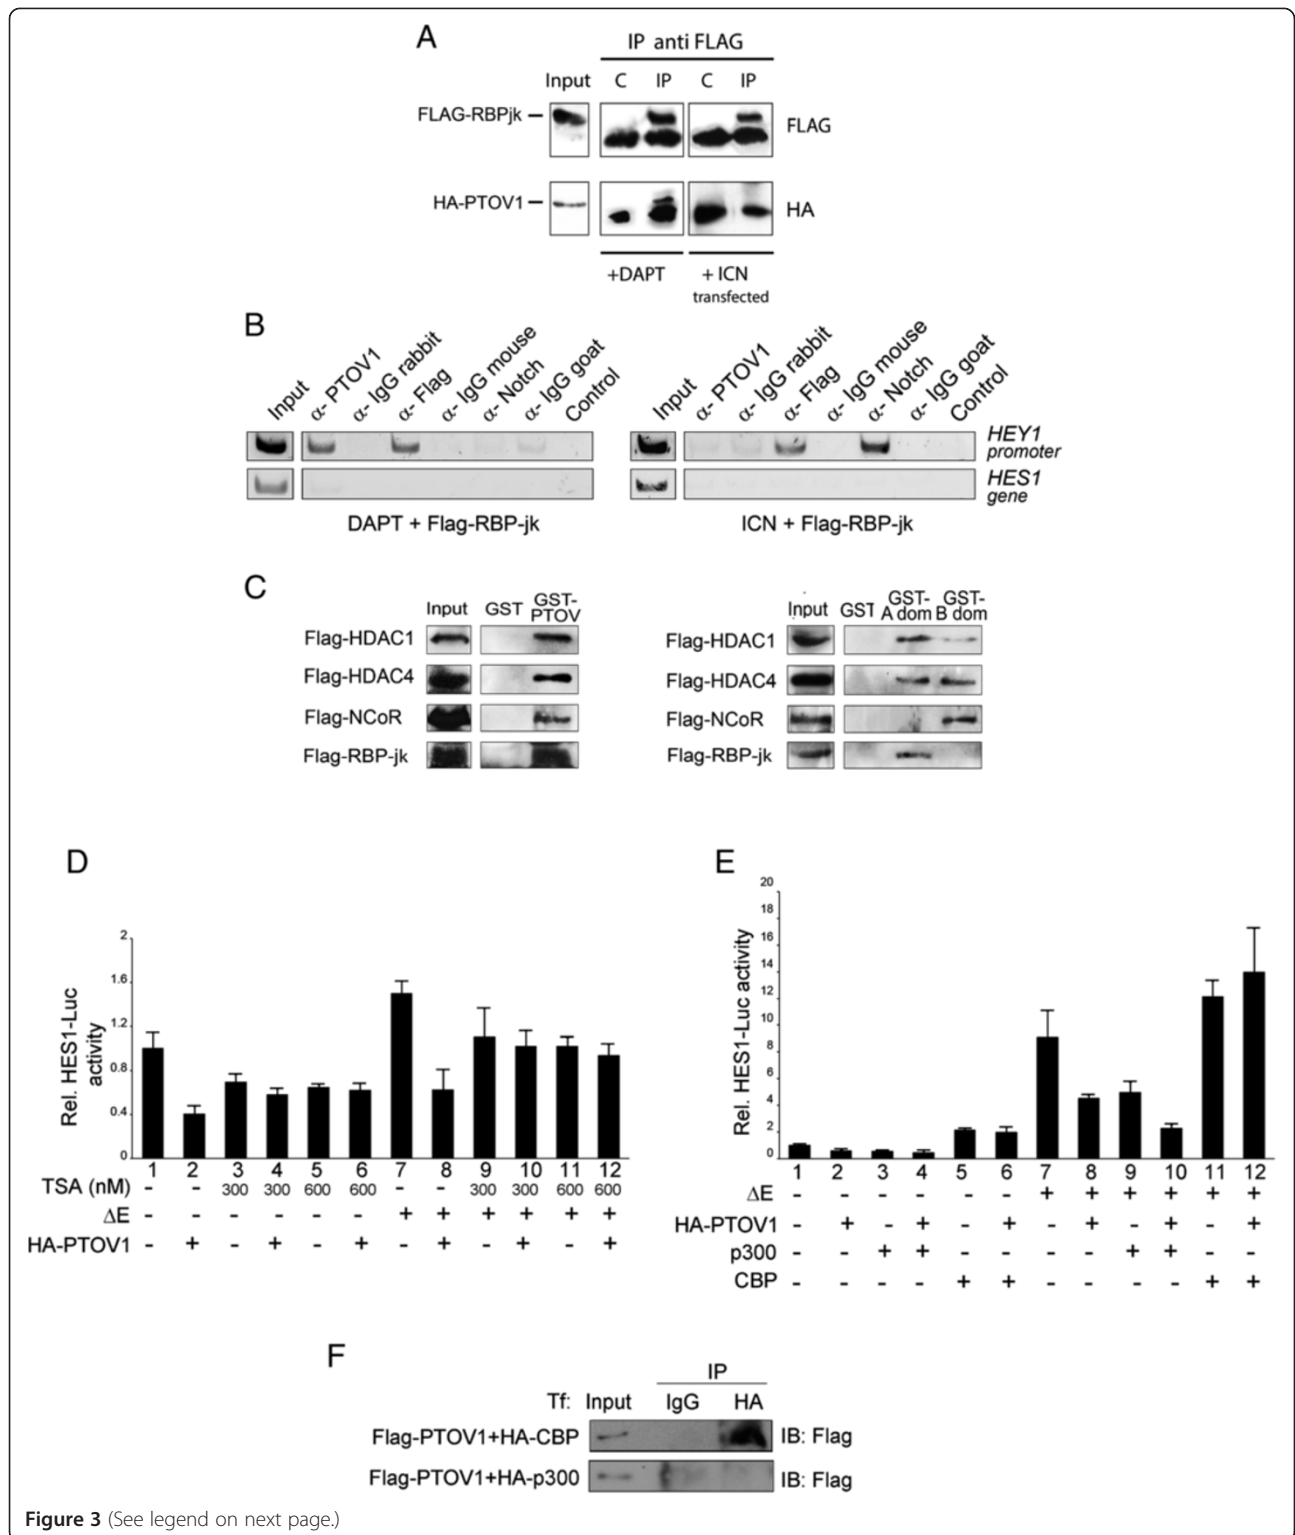 A
IP anti FLAG
Input C IP C IP
FLAG-RBPjk
FLAG
HA-PTOV1
HA
+DAPT + ICN
transfected
B
Input α- PTOV1 α- IgG rabbit α- Flag α- IgG mouse α- Notch α- IgG goat Control
Input α- PTOV1 α- IgG rabbit α- Flag α- IgG mouse α- Notch α- IgG goat Control
HEY1
promoter
HES1
gene
DAPT + Flag-RBP-jk ICN + Flag-RBP-jk
C
Input GST GST-PTOV
Flag-HDAC1
Flag-HDAC4
Flag-NCoR
Flag-RBP-jk
Input GST GST-A dom GST-B dom
Flag-HDAC1
Flag-HDAC4
Flag-NCoR
Flag-RBP-jk
D
Rel. HES1-Luc
activity
2
1.6
1.2
0.8
0.4
0
1 2 3 4 5 6 7 8 9 10 11 12
TSA (nM) - - 300 300 600 600 - - 300 300 600 600
ΔE - - - - - - + + + + + +
HA-PTOV1 - + - + - + - + - + - +
E
Rel. HES1-Luc activity
20
18
16
14
12
10
8
6
4
2
0
1 2 3 4 5 6 7 8 9 10 11 12
ΔE - - - - - - + + + + + +
HA-PTOV1 - + - + - + - + - + - +
p300 - - + + - - - - + + - -
CBP - - - - + + - - - - + +
F
IP
Tf: Input IgG HA
Flag-PTOV1+HA-CBP IB: Flag
Flag-PTOV1+HA-p300 IB: Flag
Figure 3 (See legend on next page.)